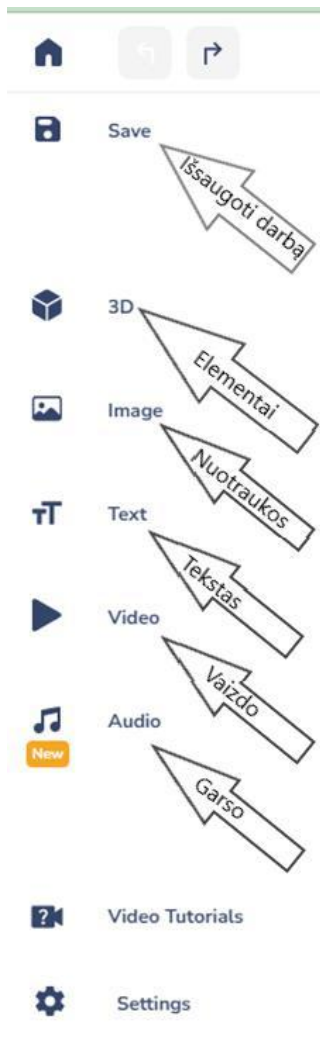 Save
Išsaugoti darbą
3D
Elementai
Image
Nuotraukos
Text
Tekstas
Video
Vaizdo
Audio
New
Garso
Video Tutorials
Settings